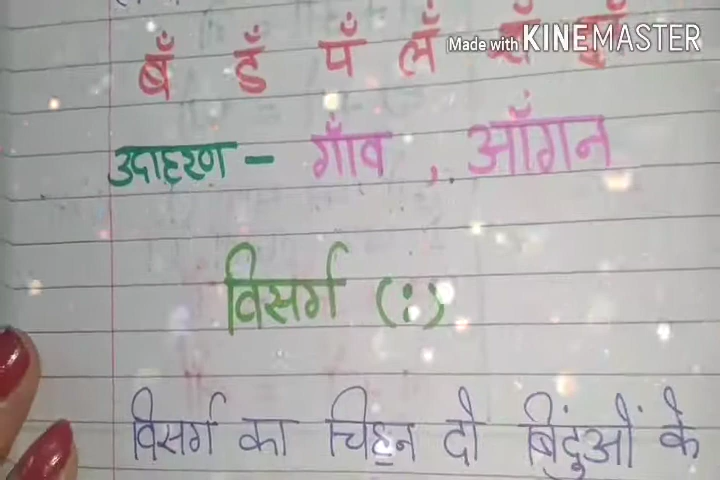 बँ डँ पँ लँ
Made with KINEMASTER
उदाहरण - गाँव , आँगन
विसर्ग (ः)
विसर्ग का चिह्न दो बिंदुओं के